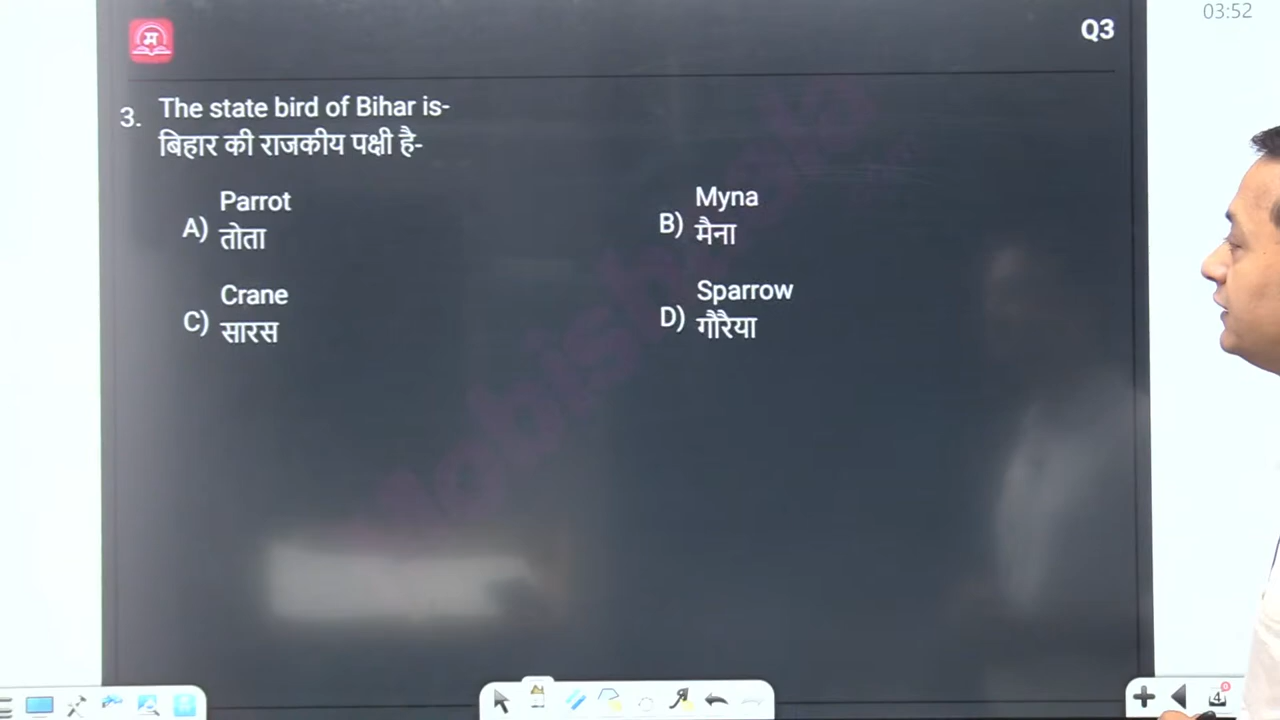 03:52
म
Q3
3. The state bird of Bihar is-
बिहार की राजकीय पक्षी है-
A) Parrot
तोता
B) Myna
मैना
C) Crane
सारस
D) Sparrow
गौरैया